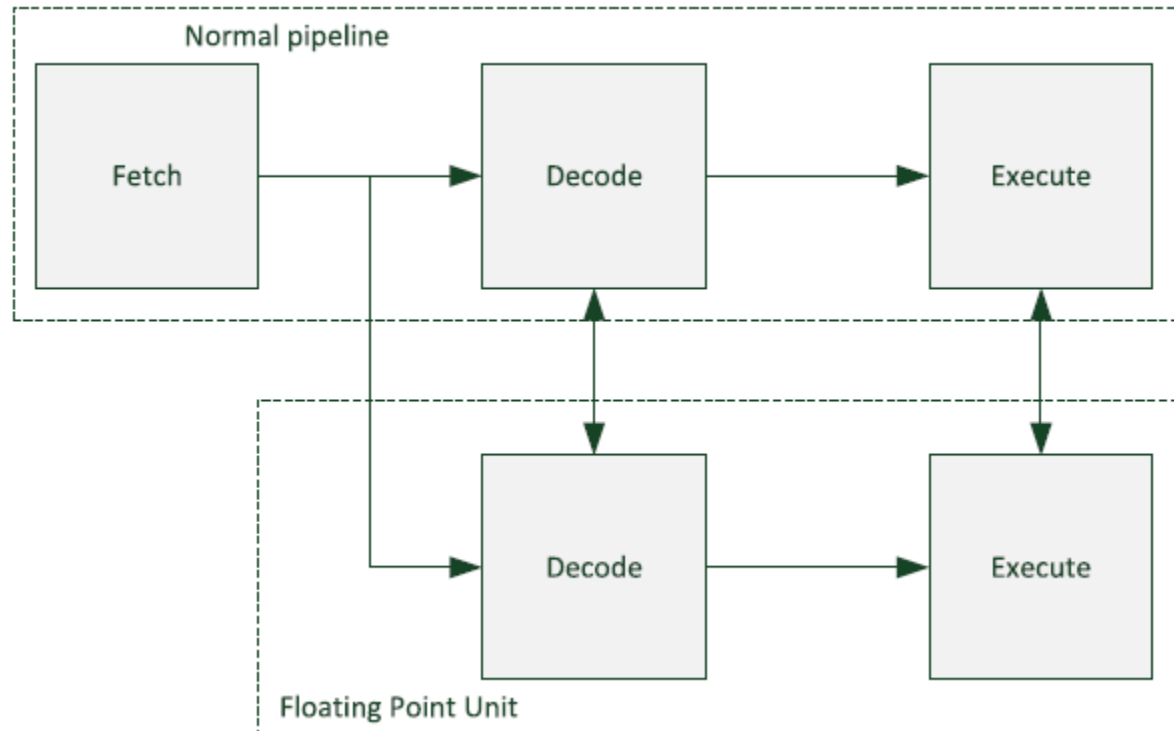 Normal pipeline
Fetch
Decode
Execute
Decode
Execute
Floating Point Unit